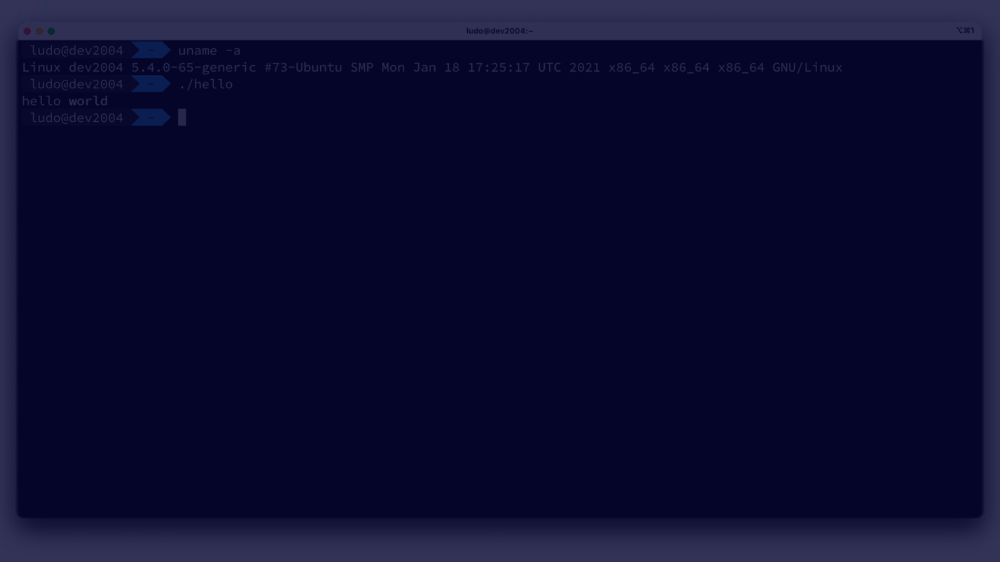 ludo@dev2004:~
⌥⌘1
ludo@dev2004 ~ uname -a
Linux dev2004 5.4.0-65-generic #73-Ubuntu SMP Mon Jan 18 17:25:17 UTC 2021 x86_64 x86_64 x86_64 GNU/Linux
ludo@dev2004 ~ ./hello
hello world
ludo@dev2004 ~